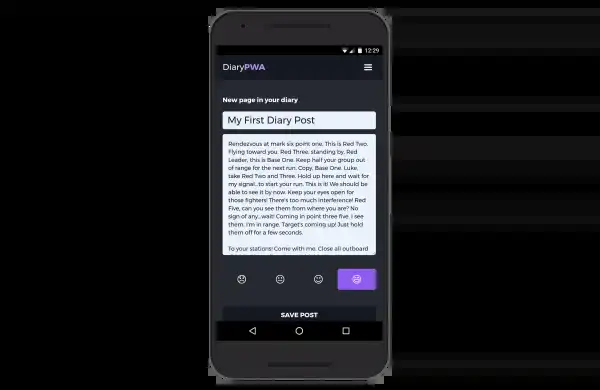 12:29
DiaryPWA
New page in your diary
My First Diary Post
Rendezvous at mark six point one. This is Red Two.
Flying toward you. Red Three, standing by. Red
Leader, this is Base One. Keep half your group out
of range for the next run. Copy, Base One. Luke,
take Red Two and Three. Hold up here and wait for
my signal...to start your run. This is it! We should be
able to see it by now. Keep your eyes open for
those fighters! There's too much interference! Red
Five, can you see them from where you are? No
sign of any...wait! Coming in point three five. I see
them. I'm in range. Target's coming up! Just hold
them off for a few seconds.
To your stations! Come with me. Close all outboard
SAVE POST